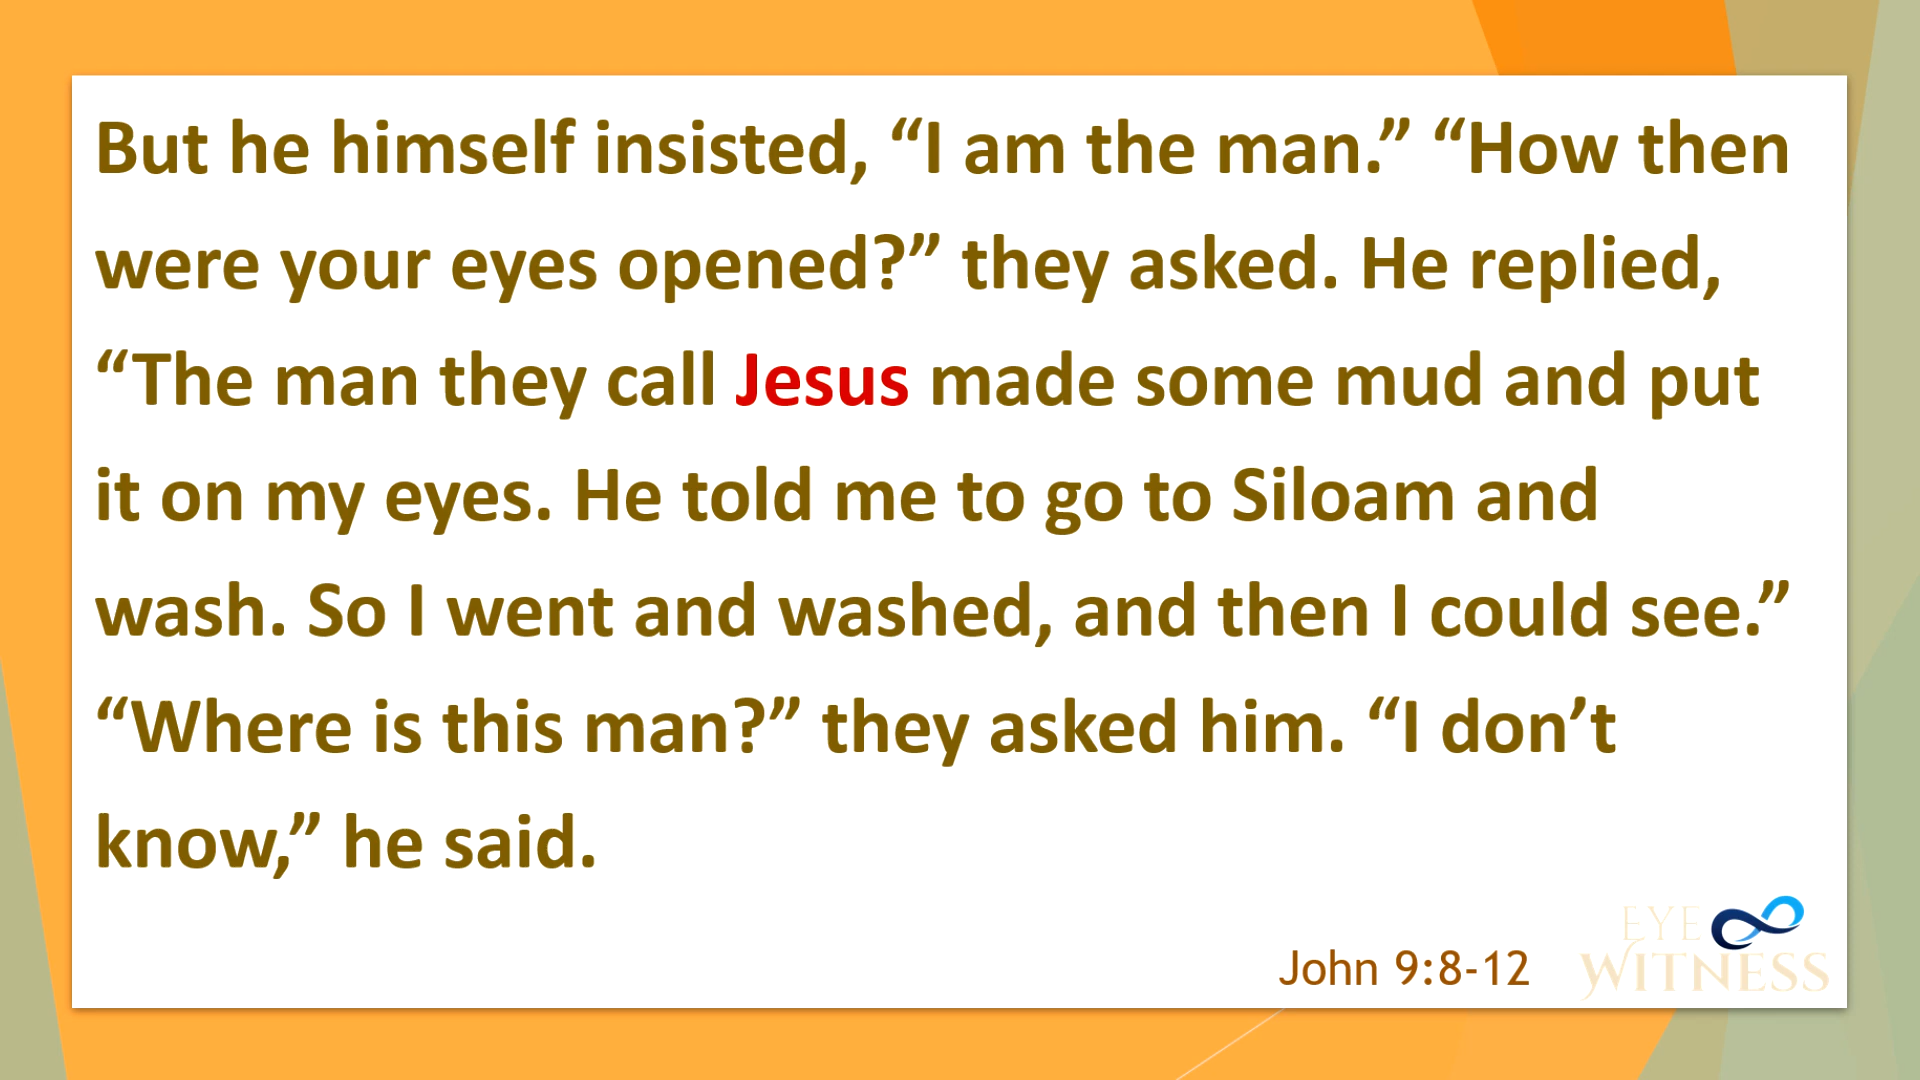 But he himself insisted, “I am the man.” “How then
were your eyes opened?” they asked. He replied,
“The man they call Jesus made some mud and put
it on my eyes. He told me to go to Siloam and
wash. So I went and washed, and then I could see.”
“Where is this man?” they asked him. “I don’t
know,” he said.
John 9:8-12
EYE
WITNESS